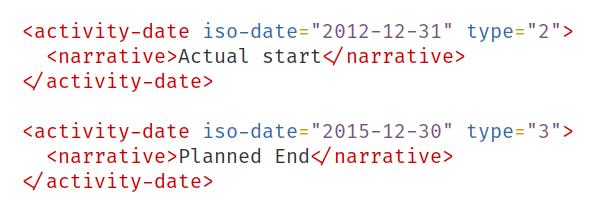 <activity-date iso-date="2012-12-31" type="2">
<narrative>Actual start</narrative>
</activity-date>
<activity-date iso-date="2015-12-30" type="3">
<narrative>Planned End</narrative>
</activity-date>